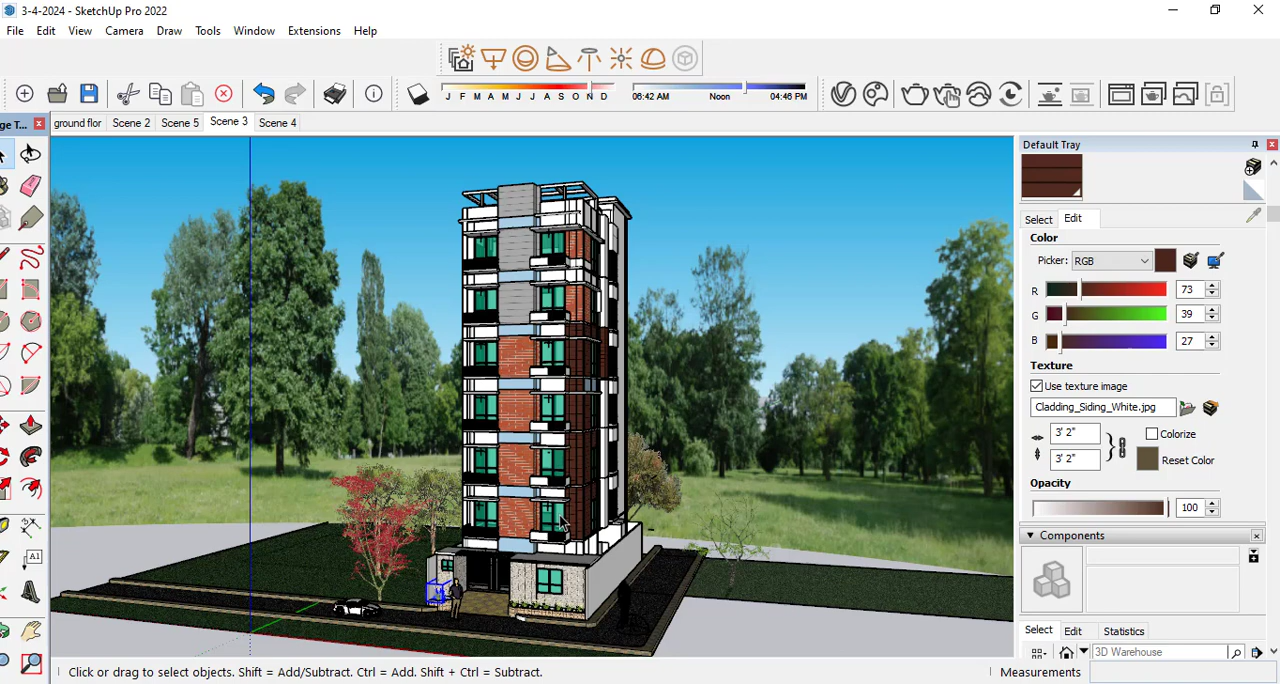 3-4-2024 - SketchUp Pro 2022
File Edit View Camera Draw Tools Window Extensions Help
J F M A M J J A S O N D
06:42 AM Noon 04:46 PM
ge T...
ground flor Scene 2 Scene 5 Scene 3 Scene 4
Default Tray
Select Edit
Color
Picker: RGB
R 73
G 39
B 27
Texture
Use texture image
Cladding_Siding_White.jpg
3' 2" Colorize
3' 2" Reset Color
Opacity
100
Components
A1
Select Edit Statistics
3D Warehouse
Click or drag to select objects. Shift = Add/Subtract. Ctrl = Add. Shift + Ctrl = Subtract. Measurements